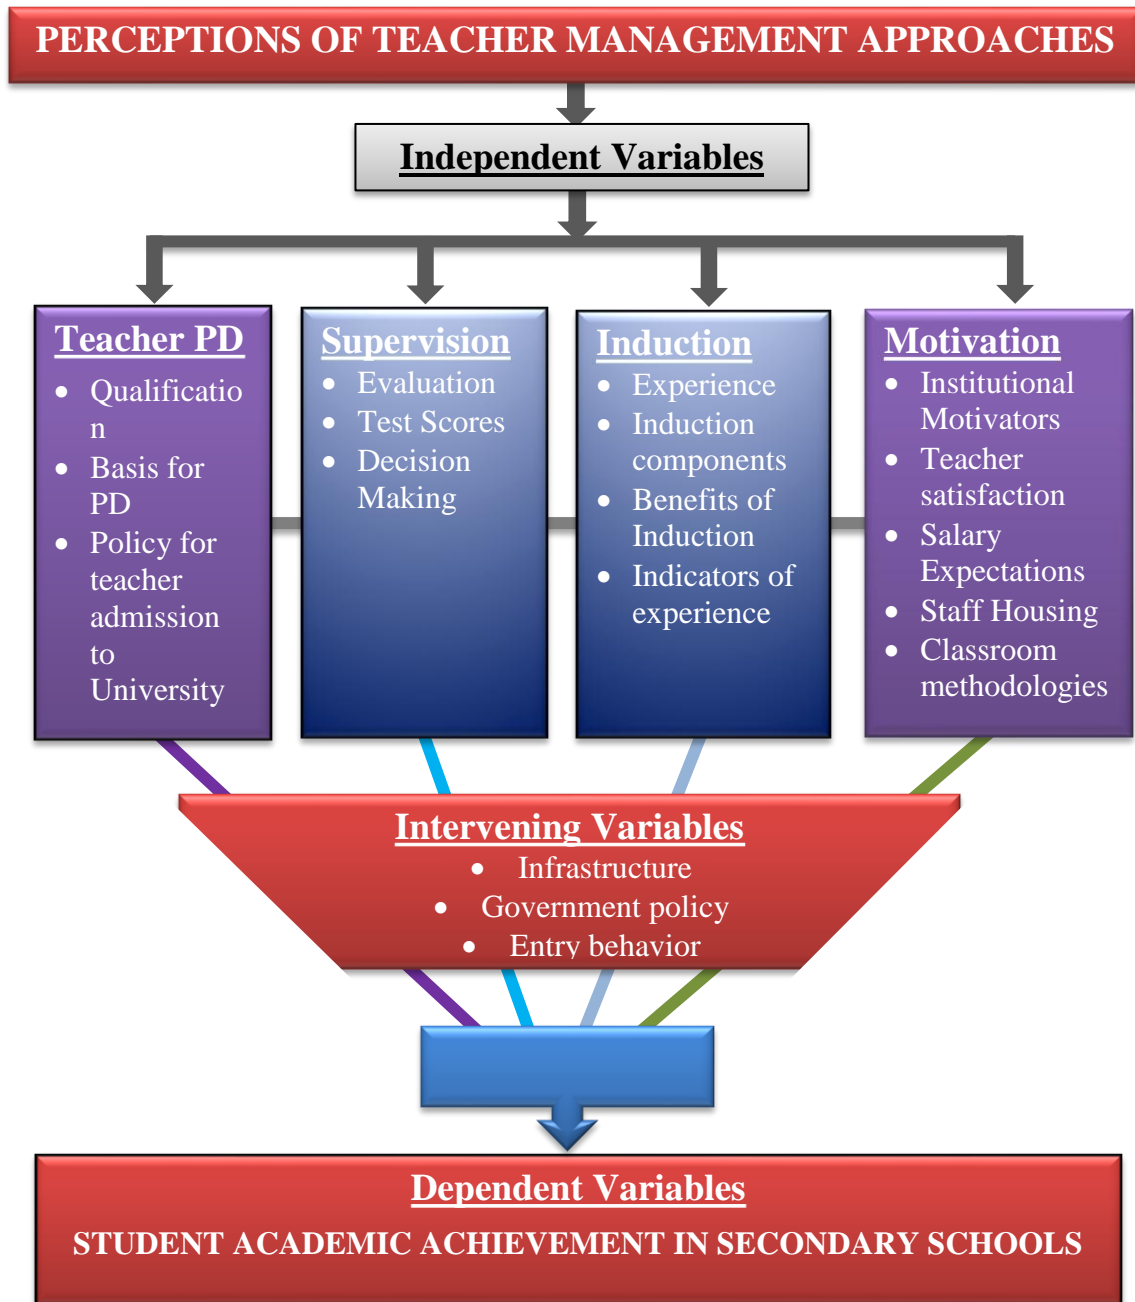 PERCEPTIONS OF TEACHER MANAGEMENT APPROACHES
Independent Variables
Teacher PD
• Qualificatio
n
• Basis for
PD
• Policy for
teacher
admission
to
University
Supervision
• Evaluation
• Test Scores
• Decision
Making
Induction
• Experience
• Induction
components
• Benefits of
Induction
• Indicators of
experience
Motivation
• Institutional
Motivators
• Teacher
satisfaction
• Salary
Expectations
• Staff Housing
• Classroom
methodologies
Intervening Variables
• Infrastructure
• Government policy
• Entry behavior
Dependent Variables
STUDENT ACADEMIC ACHIEVEMENT IN SECONDARY SCHOOLS